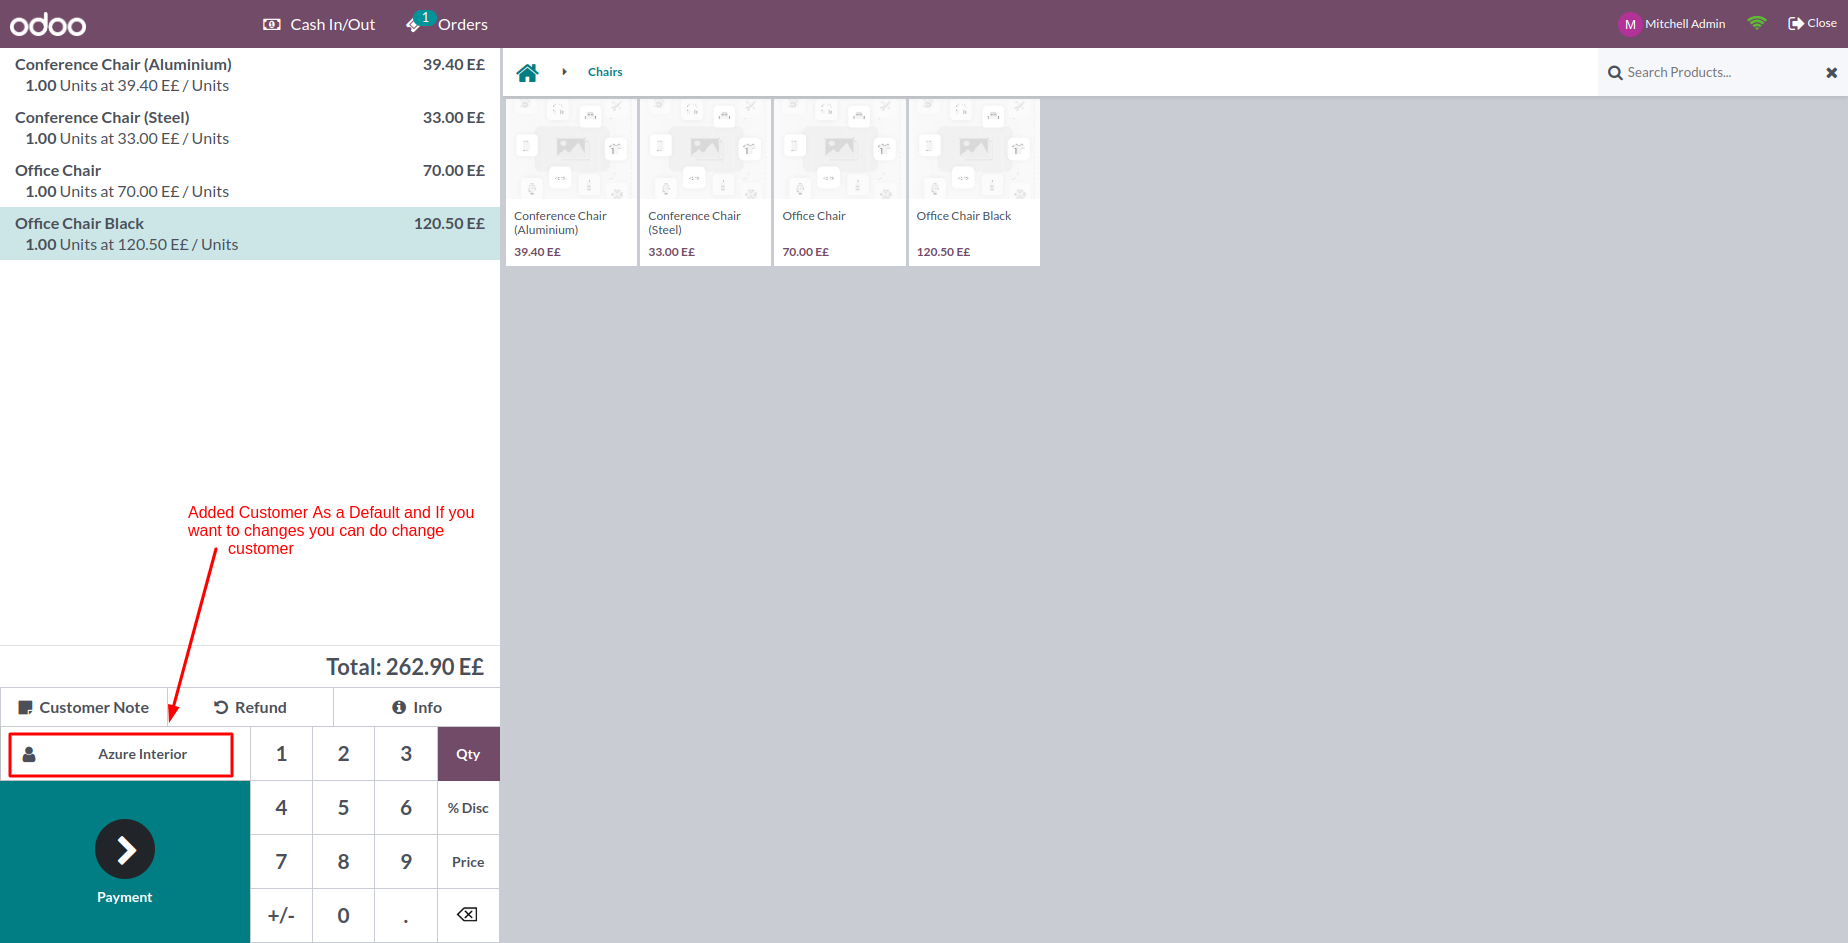 odoo
Cash In/Out
1
Orders
M
Mitchell Admin
Close
Conference Chair (Aluminium) 39.40 E£
1.00 Units at 39.40 E£ / Units
Conference Chair (Steel) 33.00 E£
1.00 Units at 33.00 E£ / Units
Office Chair 70.00 E£
1.00 Units at 70.00 E£ / Units
Office Chair Black 120.50 E£
1.00 Units at 120.50 E£ / Units
Chairs
Search Products...
Conference Chair
(Aluminium)
39.40 E£
Conference Chair
(Steel)
33.00 E£
Office Chair
70.00 E£
Office Chair Black
120.50 E£
Added Customer As a Default and If you
want to changes you can do change
customer
Total: 262.90 E£
Customer Note
Refund
Info
Azure Interior
1 2 3 Qty
4 5 6 % Disc
7 8 9 Price
+/- 0 .
Payment